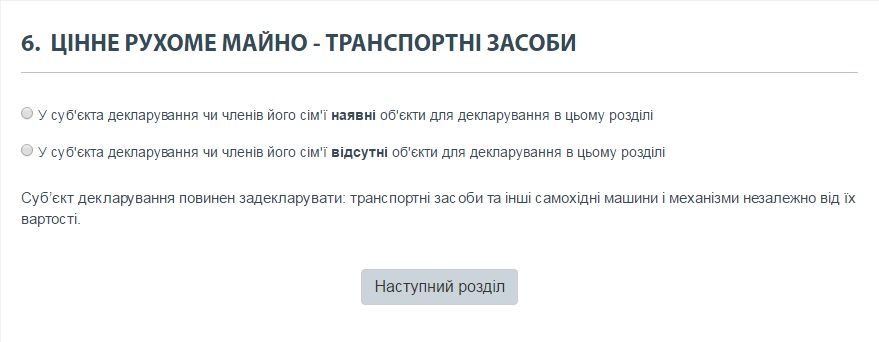 6. ЦІННЕ РУХОМЕ МАЙНО - ТРАНСПОРТНІ ЗАСОБИ
У суб'єкта декларування чи членів його сім'ї наявні об'єкти для декларування в цьому розділі
У суб'єкта декларування чи членів його сім'ї відсутні об'єкти для декларування в цьому розділі
Суб’єкт декларування повинен задекларувати: транспортні засоби та інші самохідні машини і механізми незалежно від їх
вартості.
Наступний розділ